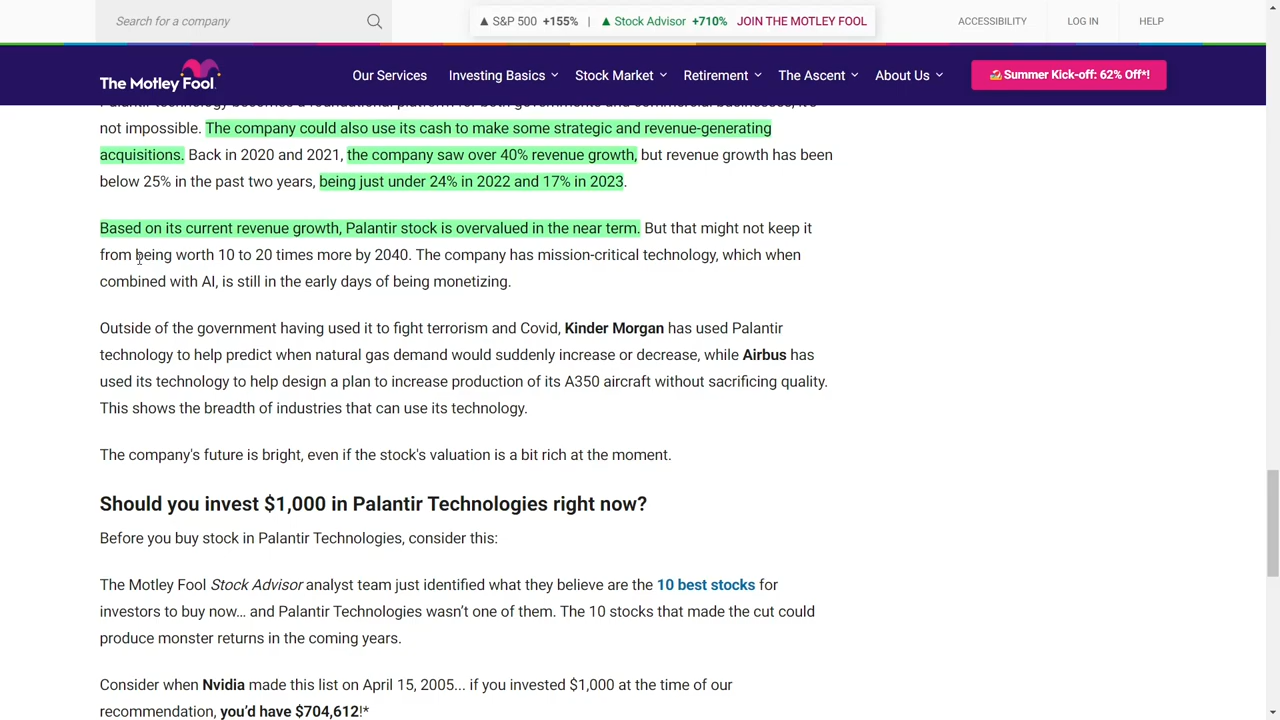 Search for a company
▲ S&P 500 +155% | ▲ Stock Advisor +710% JOIN THE MOTLEY FOOL
ACCESSIBILITY LOG IN HELP
The Motley Fool
Our Services Investing Basics Stock Market Retirement The Ascent About Us
Summer Kick-off: 62% Off*!
not impossible. The company could also use its cash to make some strategic and revenue-generating
acquisitions. Back in 2020 and 2021, the company saw over 40% revenue growth, but revenue growth has been
below 25% in the past two years, being just under 24% in 2022 and 17% in 2023.
Based on its current revenue growth, Palantir stock is overvalued in the near term. But that might not keep it
from being worth 10 to 20 times more by 2040. The company has mission-critical technology, which when
combined with AI, is still in the early days of being monetizing.
Outside of the government having used it to fight terrorism and Covid, Kinder Morgan has used Palantir
technology to help predict when natural gas demand would suddenly increase or decrease, while Airbus has
used its technology to help design a plan to increase production of its A350 aircraft without sacrificing quality.
This shows the breadth of industries that can use its technology.
The company's future is bright, even if the stock's valuation is a bit rich at the moment.
Should you invest $1,000 in Palantir Technologies right now?
Before you buy stock in Palantir Technologies, consider this:
The Motley Fool Stock Advisor analyst team just identified what they believe are the 10 best stocks for
investors to buy now… and Palantir Technologies wasn’t one of them. The 10 stocks that made the cut could
produce monster returns in the coming years.
Consider when Nvidia made this list on April 15, 2005... if you invested $1,000 at the time of our
recommendation, you’d have $704,612!*